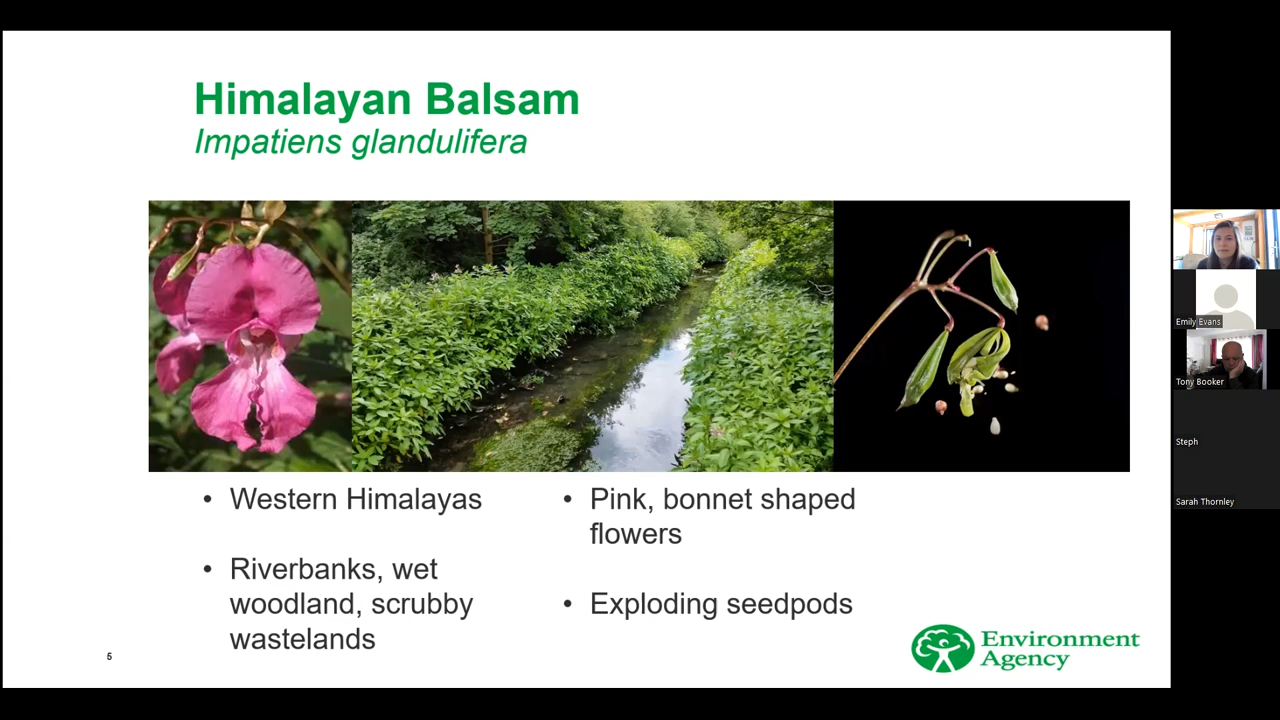 Himalayan Balsam
Impatiens glandulifera
• Western Himalayas
• Riverbanks, wet
woodland, scrubby
wastelands
• Pink, bonnet shaped
flowers
• Exploding seedpods
5
Environment
Agency
Emily Evans
Tony Booker
Steph
Sarah Thornley